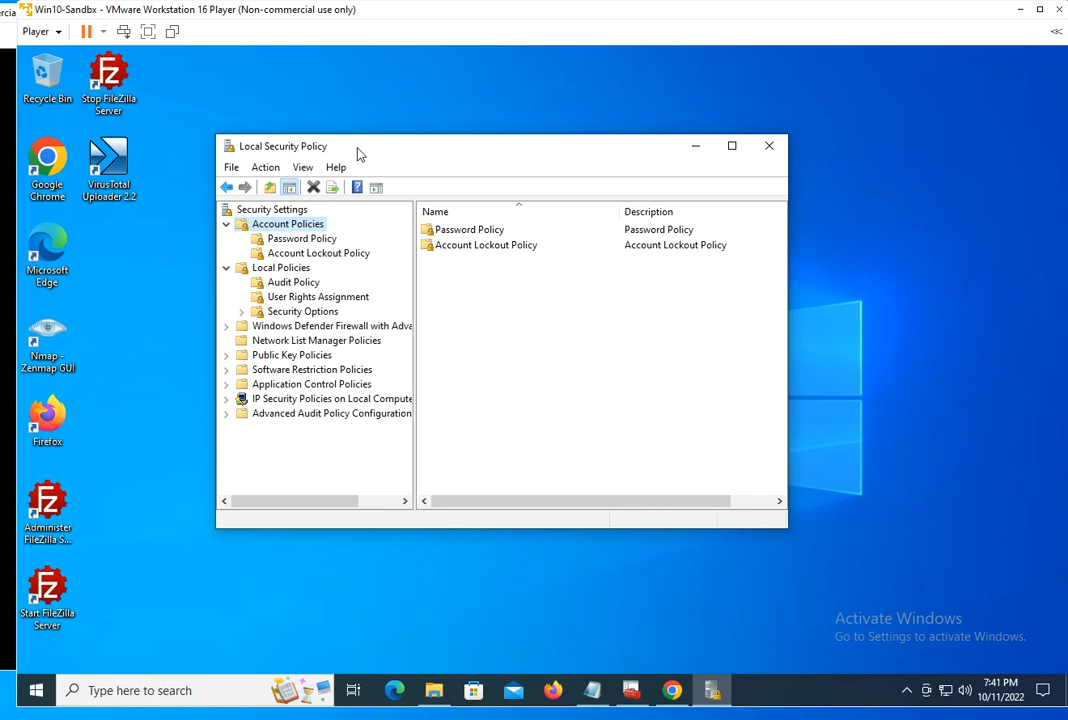 rcia
Win10-Sandbx - VMware Workstation 16 Player (Non-commercial use only)
Player
Recycle Bin
Stop FileZilla
Server
Google
Chrome
VirusTotal
Uploader 2.2
Microsoft
Edge
Nmap -
Zenmap GUI
Firefox
Administer
FileZilla S...
Start FileZilla
Server
Local Security Policy
File Action View Help
Security Settings
Account Policies
Password Policy
Account Lockout Policy
Local Policies
Audit Policy
User Rights Assignment
Security Options
Windows Defender Firewall with Adva
Network List Manager Policies
Public Key Policies
Software Restriction Policies
Application Control Policies
IP Security Policies on Local Compute
Advanced Audit Policy Configuration
Name Description
Password Policy Password Policy
Account Lockout Policy Account Lockout Policy
Activate Windows
Go to Settings to activate Windows.
Type here to search
7:41 PM
10/11/2022